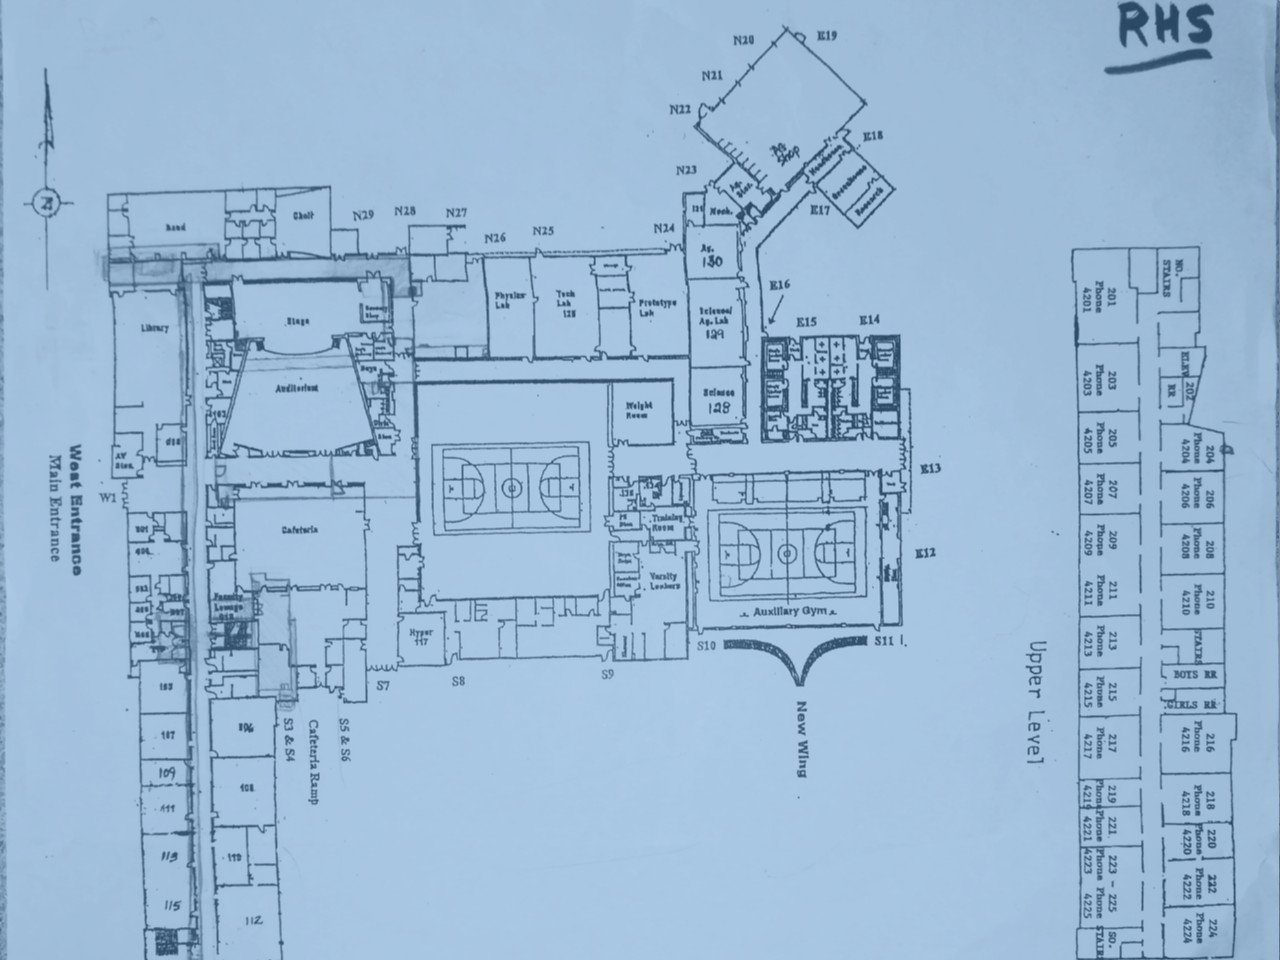 RHS
N20
E19
N21
N22
E18
Ag
Shop
N23
Greenhouse
Research
E17
Mech.
N
Band
Choir
N29
N28
N27
N26
N25
N24
Ag.
130
E16
Physics
Lab
Tech
Lab
128
Prototype
Lab
Science/
Ag. Lab
129
E15
E14
Library
Stage
Auditorium
Boys
Weight
Room
Science
128
AV
W1
West Entrance
Main Entrance
Cafeteria
E13
Training
Room
Varsity
Lockers
E12
Auxiliary Gym
Faculty
Lounge
Hyper
117
S7
S8
S9
S10
S11
New Wing
S3 & S4
Cafeteria Ramp
S5 & S6
105
106
107
109
108
111
113
110
115
112
Upper Level
NO.
STAIRS
201
Phone
4201
ELEV
202
RR
203
Phone
4203
204
Phone
4204
205
Phone
4205
206
Phone
4206
207
Phone
4207
208
Phone
4208
209
Phone
4209
210
Phone
4210
211
Phone
4211
STAIRS
213
Phone
4213
BOYS RR
215
Phone
4215
GIRLS RR
217
Phone
4217
216
Phone
4216
219
Phone
4219
218
Phone
4218
221
Phone
4221
220
Phone
4220
223 - 225
Phone Phone
4223 4225
222
Phone
4222
224
Phone
4224
SO.
STAIRS